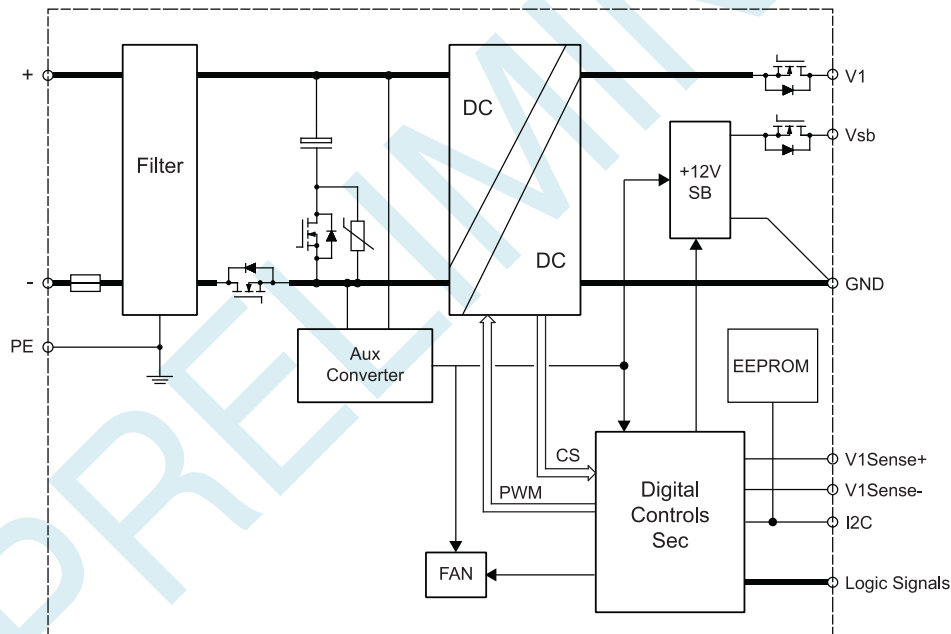 PRELIMIN
+
Filter
DC
DC
V1
Vsb
+12V
SB
-
GND
PE
Aux
Converter
EEPROM
CS
PWM
Digital
Controls
Sec
V1Sense+
V1Sense-
I2C
FAN
Logic Signals